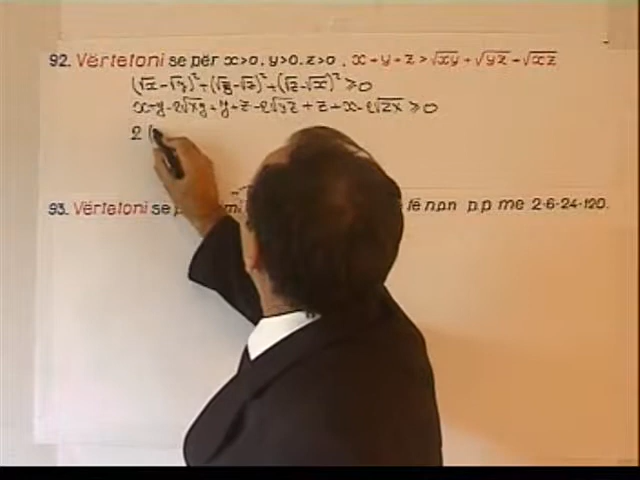 92. Vërtetoni se për x>0, y>0, z>0, x + y + z > √xy + √yz + √xz
(√x - √y)² + (√y - √z)² + (√z - √x)² ≥ 0
x + y - 2√xy + y + z - 2√yz + z + x - 2√zx ≥ 0
2 (
93. Vërtetoni se të n.p.n p.p me 2·6·24·120.